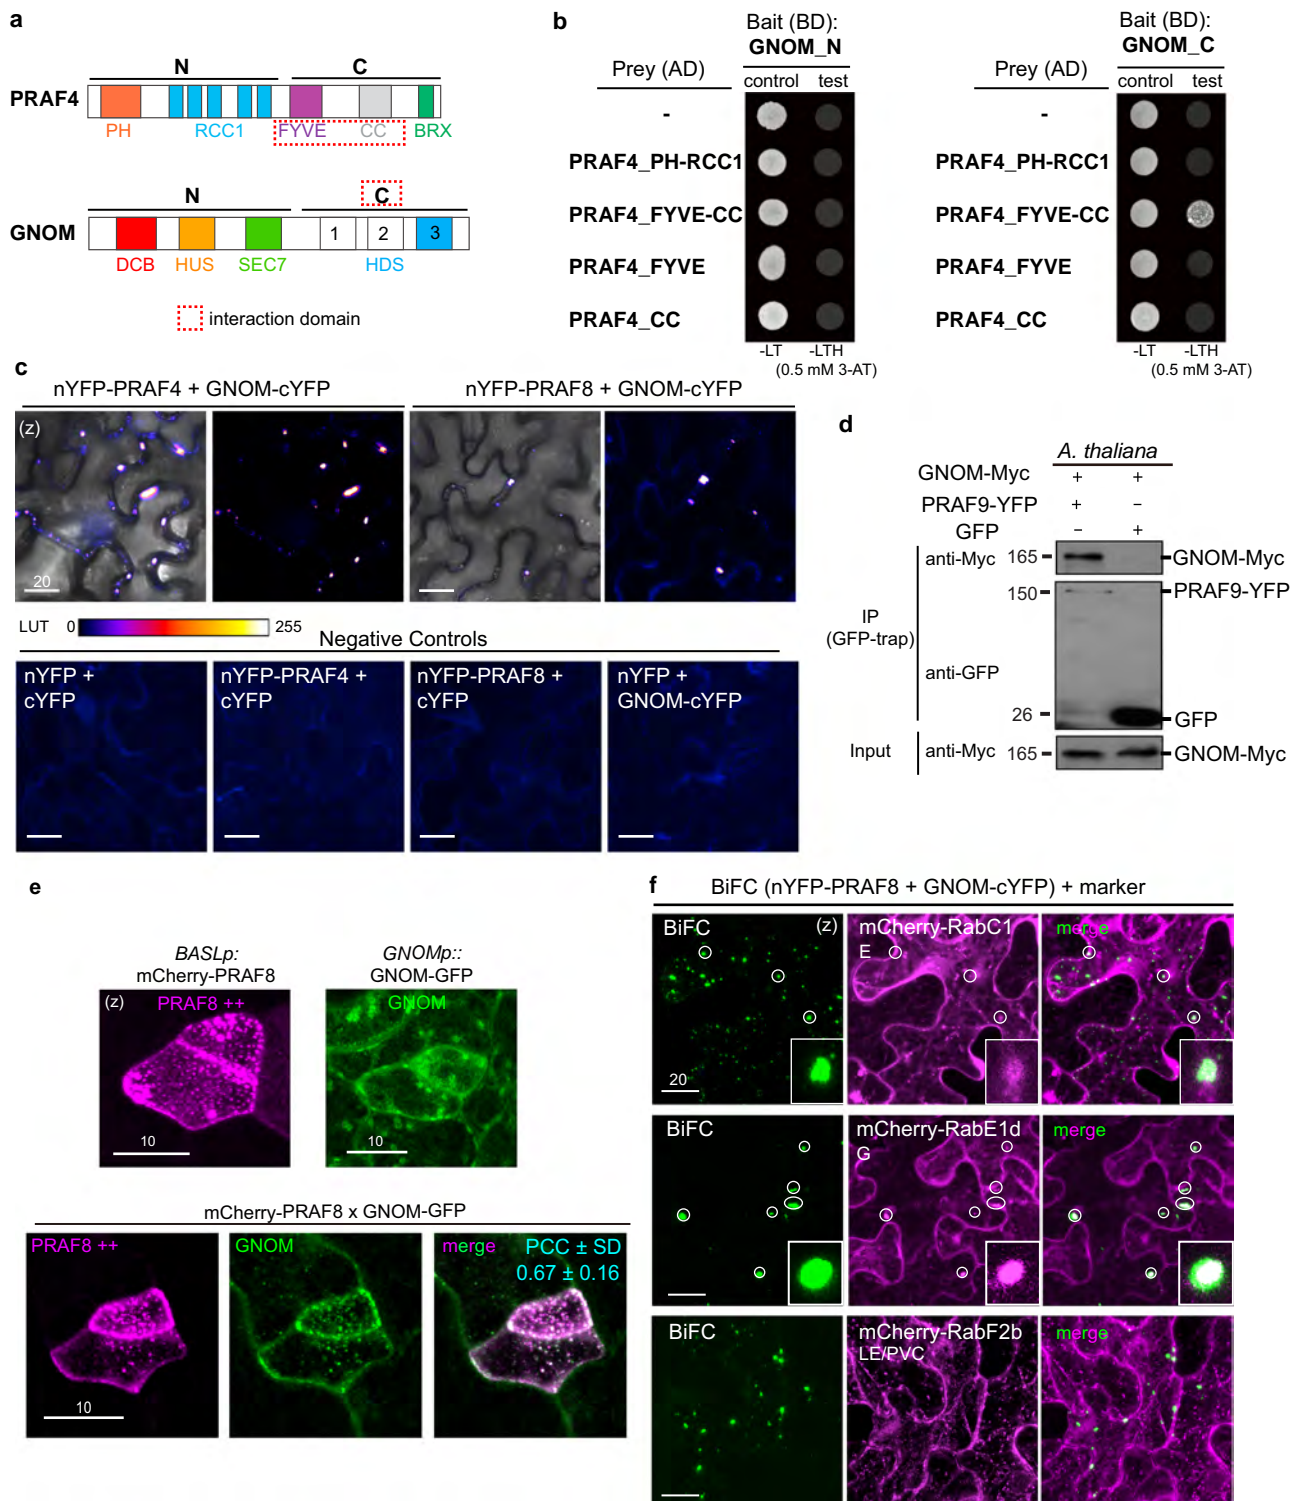 a
N
C
PRAF4
PH
RCC1
FYVE
CC
BRX
N
C
GNOM
1
2
3
DCB
HUS
SEC7
HDS
interaction domain
b
Bait (BD):
GNOM_N
Prey (AD)
control
test
-
PRAF4_PH-RCC1
PRAF4_FYVE-CC
PRAF4_FYVE
PRAF4_CC
-LT
-LTH
(0.5 mM 3-AT)
Bait (BD):
GNOM_C
Prey (AD)
control
test
-
PRAF4_PH-RCC1
PRAF4_FYVE-CC
PRAF4_FYVE
PRAF4_CC
-LT
-LTH
(0.5 mM 3-AT)
c
nYFP-PRAF4 + GNOM-cYFP
nYFP-PRAF8 + GNOM-cYFP
(z)
20
LUT 0
255
Negative Controls
nYFP +
cYFP
nYFP-PRAF4 +
cYFP
nYFP-PRAF8 +
cYFP
nYFP +
GNOM-cYFP
d
A. thaliana
GNOM-Myc + +
PRAF9-YFP + −
GFP − +
IP
(GFP-trap)
anti-Myc
165
GNOM-Myc
150
PRAF9-YFP
anti-GFP
26
GFP
Input
anti-Myc
165
GNOM-Myc
e
BASLp:
mCherry-PRAF8
GNOMp::
GNOM-GFP
(z)
PRAF8 ++
10
GNOM
10
mCherry-PRAF8 x GNOM-GFP
PRAF8 ++
10
GNOM
merge
PCC ± SD
0.67 ± 0.16
f
BiFC (nYFP-PRAF8 + GNOM-cYFP) + marker
BiFC
(z)
20
mCherry-RabC1
E
merge
BiFC
mCherry-RabE1d
G
merge
BiFC
mCherry-RabF2b
LE/PVC
merge